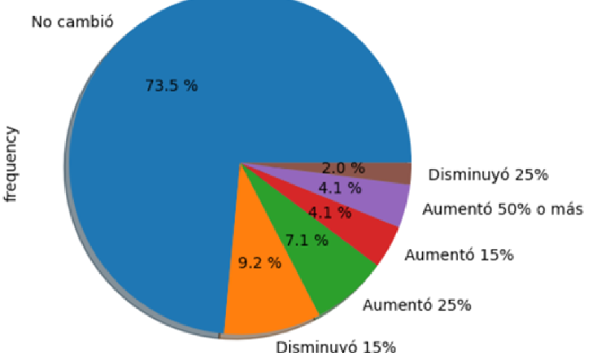 No cambió
73.5 %
frequency
2.0 %
Disminuyó 25%
4.1 %
Aumentó 50% o más
4.1 %
Aumentó 15%
7.1 %
Aumentó 25%
9.2 %
Disminuyó 15%